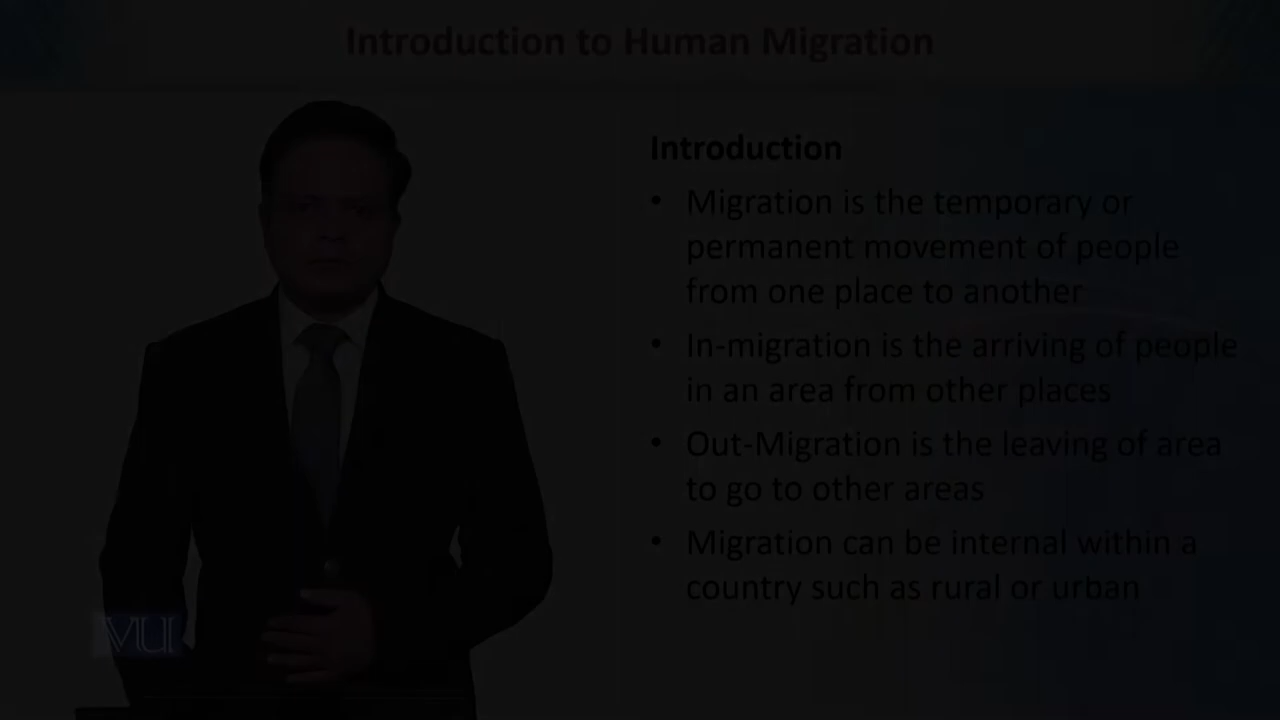 Introduction to Human Migration
Introduction
• Migration is the temporary or
permanent movement of people
from one place to another
• In-migration is the arriving of people
in an area from other places
• Out-Migration is the leaving of area
to go to other areas
• Migration can be internal within a
country such as rural or urban
VU